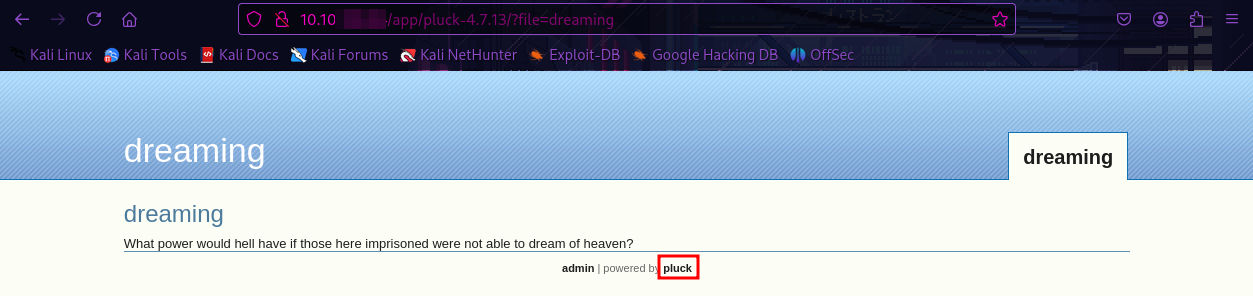 10.10 /app/pluck-4.7.13/?file=dreaming
Kali Linux Kali Tools Kali Docs Kali Forums Kali NetHunter Exploit-DB Google Hacking DB OffSec
dreaming
dreaming
dreaming
What power would hell have if those here imprisoned were not able to dream of heaven?
admin | powered by pluck